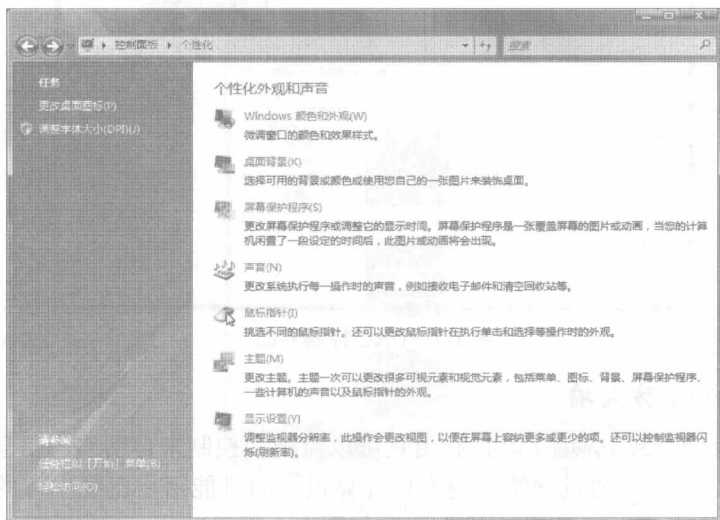 控制面板 ▸ 个性化
搜索
任务
更改桌面图标(P)
调整字体大小(DPI)(J)
个性化外观和声音
Windows 颜色和外观(W)
微调窗口的颜色和效果样式。
桌面背景(K)
选择可用的背景或颜色或使用您自己的一张图片来装饰桌面。
屏幕保护程序(S)
更改屏幕保护程序或调整它的显示时间。屏幕保护程序是一张覆盖屏幕的图片或动画，当您的计算
机闲置了一段设定的时间后，此图片或动画将会出现。
声音(N)
更改系统执行每一操作时的声音，例如接收电子邮件和清空回收站等。
鼠标指针(I)
挑选不同的鼠标指针。还可以更改鼠标指针在执行单击和选择等操作时的外观。
主题(M)
更改主题。主题一次可以更改很多可视元素和视觉元素，包括菜单、图标、背景、屏幕保护程序、
一些计算机的声音以及鼠标指针的外观。
显示设置(Y)
调整监视器分辨率，此操作会更改视图，以便在屏幕上容纳更多或更少的项。还可以控制监视器闪
烁(刷新率)。
请参阅
任务栏和「开始」菜单(R)
轻松访问(O)